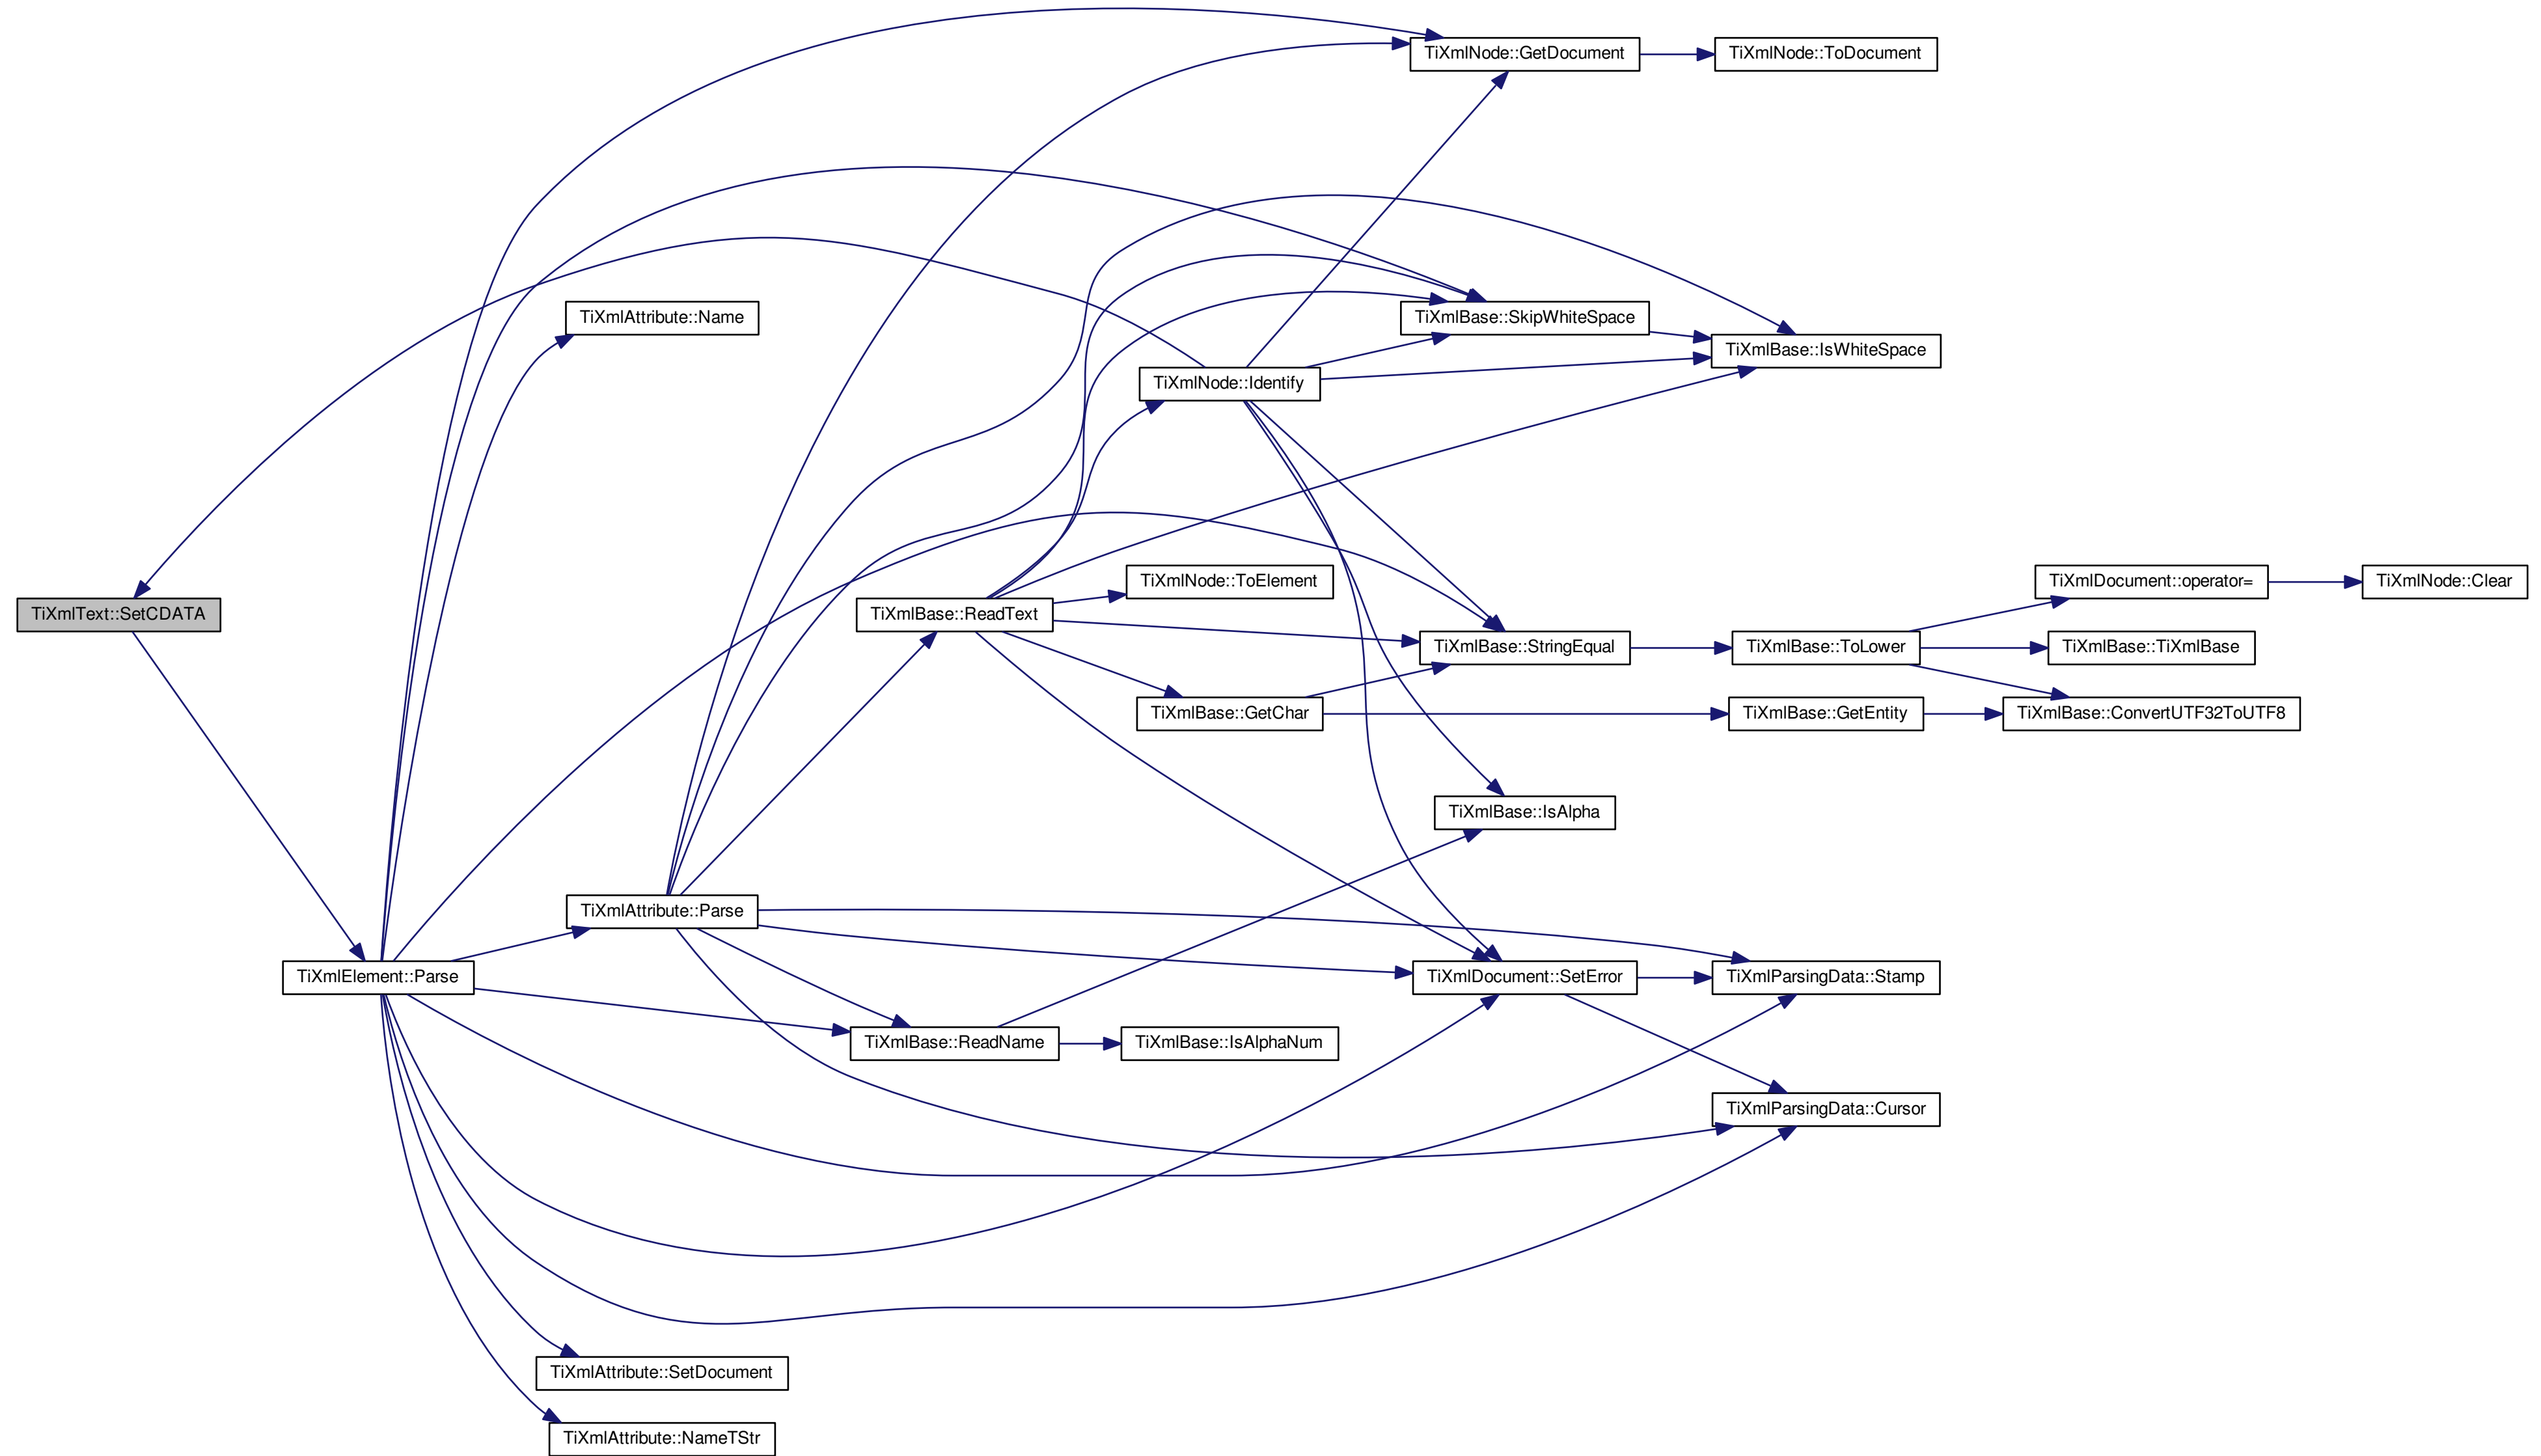 TiXmlNode::GetDocument
TiXmlNode::ToDocument
TiXmlAttribute::Name
TiXmlBase::SkipWhiteSpace
TiXmlBase::IsWhiteSpace
TiXmlNode::Identify
TiXmlNode::ToElement
TiXmlDocument::operator=
TiXmlNode::Clear
TiXmlText::SetCDATA
TiXmlBase::ReadText
TiXmlBase::StringEqual
TiXmlBase::ToLower
TiXmlBase::TiXmlBase
TiXmlBase::GetChar
TiXmlBase::GetEntity
TiXmlBase::ConvertUTF32ToUTF8
TiXmlBase::IsAlpha
TiXmlAttribute::Parse
TiXmlElement::Parse
TiXmlDocument::SetError
TiXmlParsingData::Stamp
TiXmlBase::ReadName
TiXmlBase::IsAlphaNum
TiXmlParsingData::Cursor
TiXmlAttribute::SetDocument
TiXmlAttribute::NameTStr